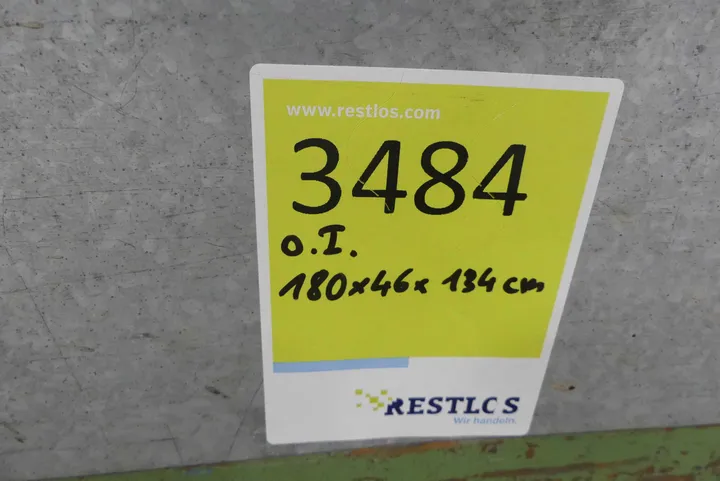 www.restlos.com
3484
o.I.
180x46x 134 cm
RESTLOS
Wir handeln.